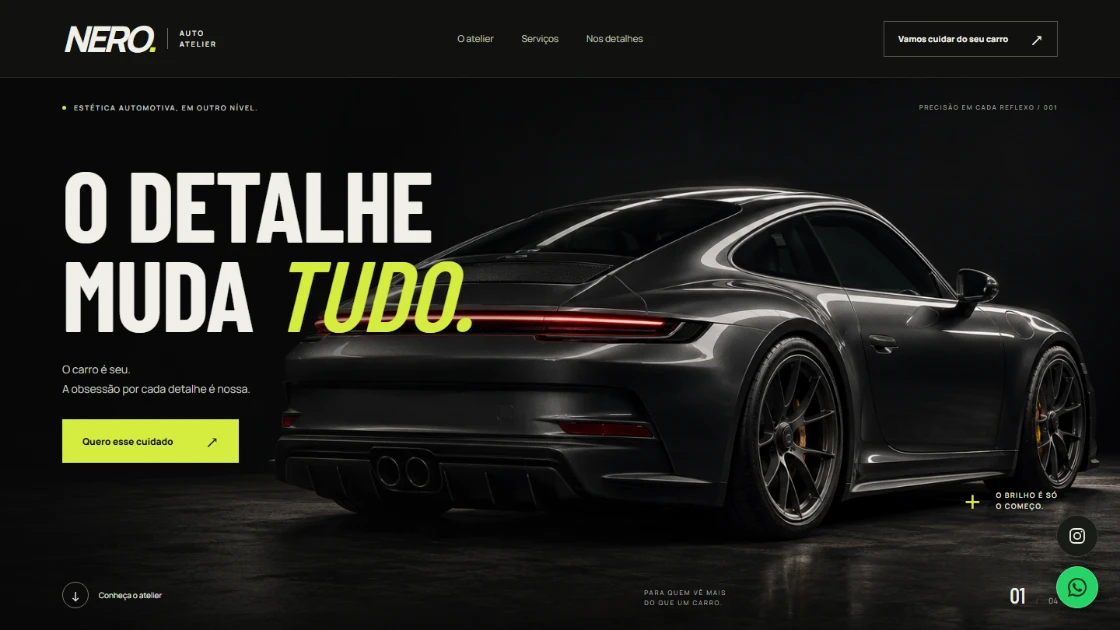 NERO.
AUTO
ATELIER
O atelier
Serviços
Nos detalhes
Vamos cuidar do seu carro
ESTÉTICA AUTOMOTIVA, EM OUTRO NÍVEL.
PRECISÃO EM CADA REFLEXO / 001
O DETALHE
MUDA TUDO.
O carro é seu.
A obsessão por cada detalhe é nossa.
Quero esse cuidado
O BRILHO É SÓ
O COMEÇO.
Conheça o atelier
PARA QUEM VÊ MAIS
DO QUE UM CARRO.
01 / 04